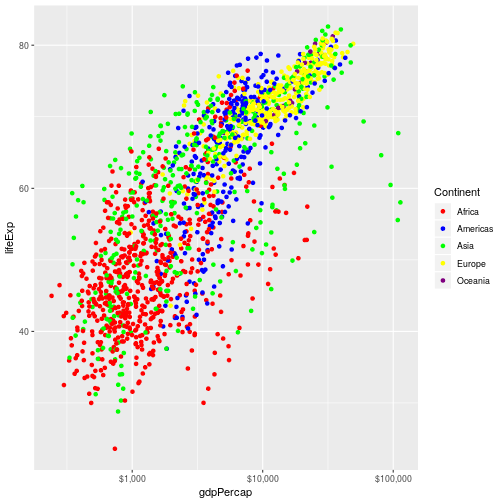 80
60
40
lifeExp
$1,000
$10,000
$100,000
gdpPercap
Continent
Africa
Americas
Asia
Europe
Oceania